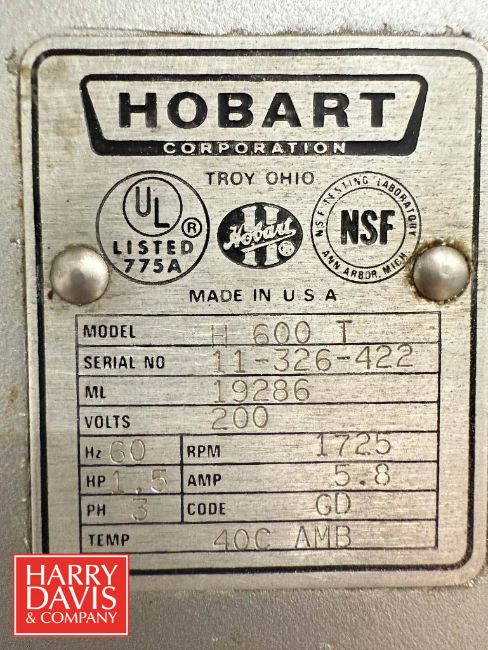 HOBART
CORPORATION
TROY OHIO
UL
®
LISTED
775A
Hobart
N.S.F. TESTING LABORATORY
NSF
ANN ARBOR, MICH.
MADE IN U S A
MODEL H 600 T
SERIAL NO 11-326-422
ML 19286
VOLTS 200
Hz 60 RPM 1725
HP 1.5 AMP 5.8
PH 3 CODE GD
TEMP 40C AMB
HARRY
DAVIS
& COMPANY